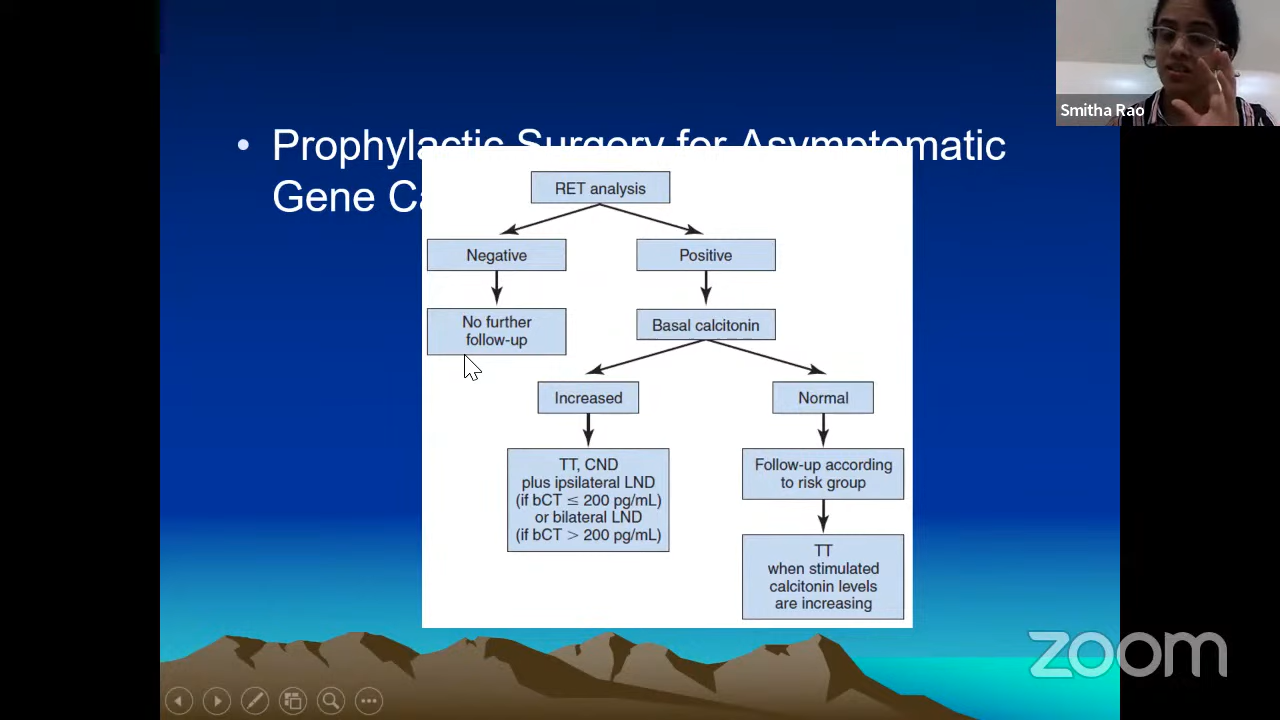 Smitha Rao
• Prophylactic Surgery for Asymptomatic
Gene
RET analysis
Negative
Positive
No further
follow-up
Basal calcitonin
Increased
Normal
TT, CND
plus ipsilateral LND
(if bCT ≤ 200 pg/mL)
or bilateral LND
(if bCT > 200 pg/mL)
Follow-up according
to risk group
TT
when stimulated
calcitonin levels
are increasing
zoom